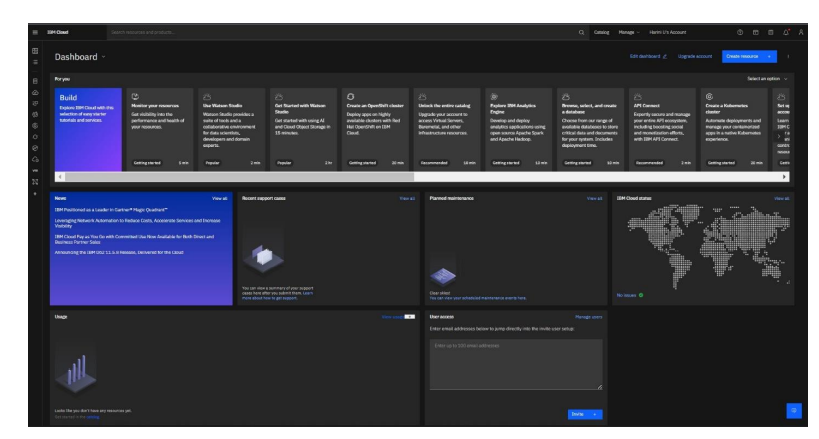 IBM Cloud
Search resources and products...
Catalog
Manage
Harini U's Account
Dashboard
Edit dashboard
Upgrade account
Create resource +
For you
Select an option
Build
Explore IBM Cloud with this
selection of easy starter
tutorials and services.
Monitor your resources
Get visibility into the
performance and health of
your resources.
Getting started
2 min
Use Watson Studio
Watson Studio provides a
suite of tools and a
collaborative environment
for data scientists,
developers and domain
experts.
Popular
2 min
Get Started with Watson
Studio
Get started with using AI
and Cloud Object Storage in
15 minutes.
Popular
2 hr
Create an OpenShift cluster
Deploy apps on highly
available clusters with Red
Hat OpenShift on IBM
Cloud.
Getting started
20 min
Unlock the entire catalog
Upgrade your account to
access Virtual Servers,
Baremetal, and other
infrastructure resources.
Recommended
10 min
Explore IBM Analytics
Engine
Develop and deploy
analytics applications using
open source Apache Spark
and Apache Hadoop.
Getting started
10 min
Browse, select, and create
a database
Choose from our range of
available databases to store
critical data and documents
for your system. Includes
deployment time.
Getting started
10 min
API Connect
Expertly secure and manage
your entire API ecosystem,
including boosting social
and monetisation efforts,
with IBM API Connect.
Recommended
2 min
Create a Kubernetes
cluster
Automate deployments and
manage your containerized
apps in a native Kubernetes
experience.
Getting started
20 min
News
View all
IBM Positioned as a Leader in Gartner® Magic Quadrant™
Leveraging Network Automation to Reduce Costs, Accelerate Services and Increase
Visibility
IBM Cloud Pay as You Go with Committed Use Now Available for Both Direct and
Business Partner Sales
Announcing the IBM Db2 11.5.8 Release, Delivered for the Cloud
Recent support cases
View all
You can view a summary of your support
cases here after you submit them. Learn
more about how to get support.
Planned maintenance
View all
Clear skies!
You can view your scheduled maintenance events here.
IBM Cloud status
View all
No issues
Usage
View usage
Looks like you don't have any resources yet.
Get started in the catalog.
User access
Manage users
Enter email addresses below to jump directly into the invite user setup:
Enter up to 100 email addresses
Invite +